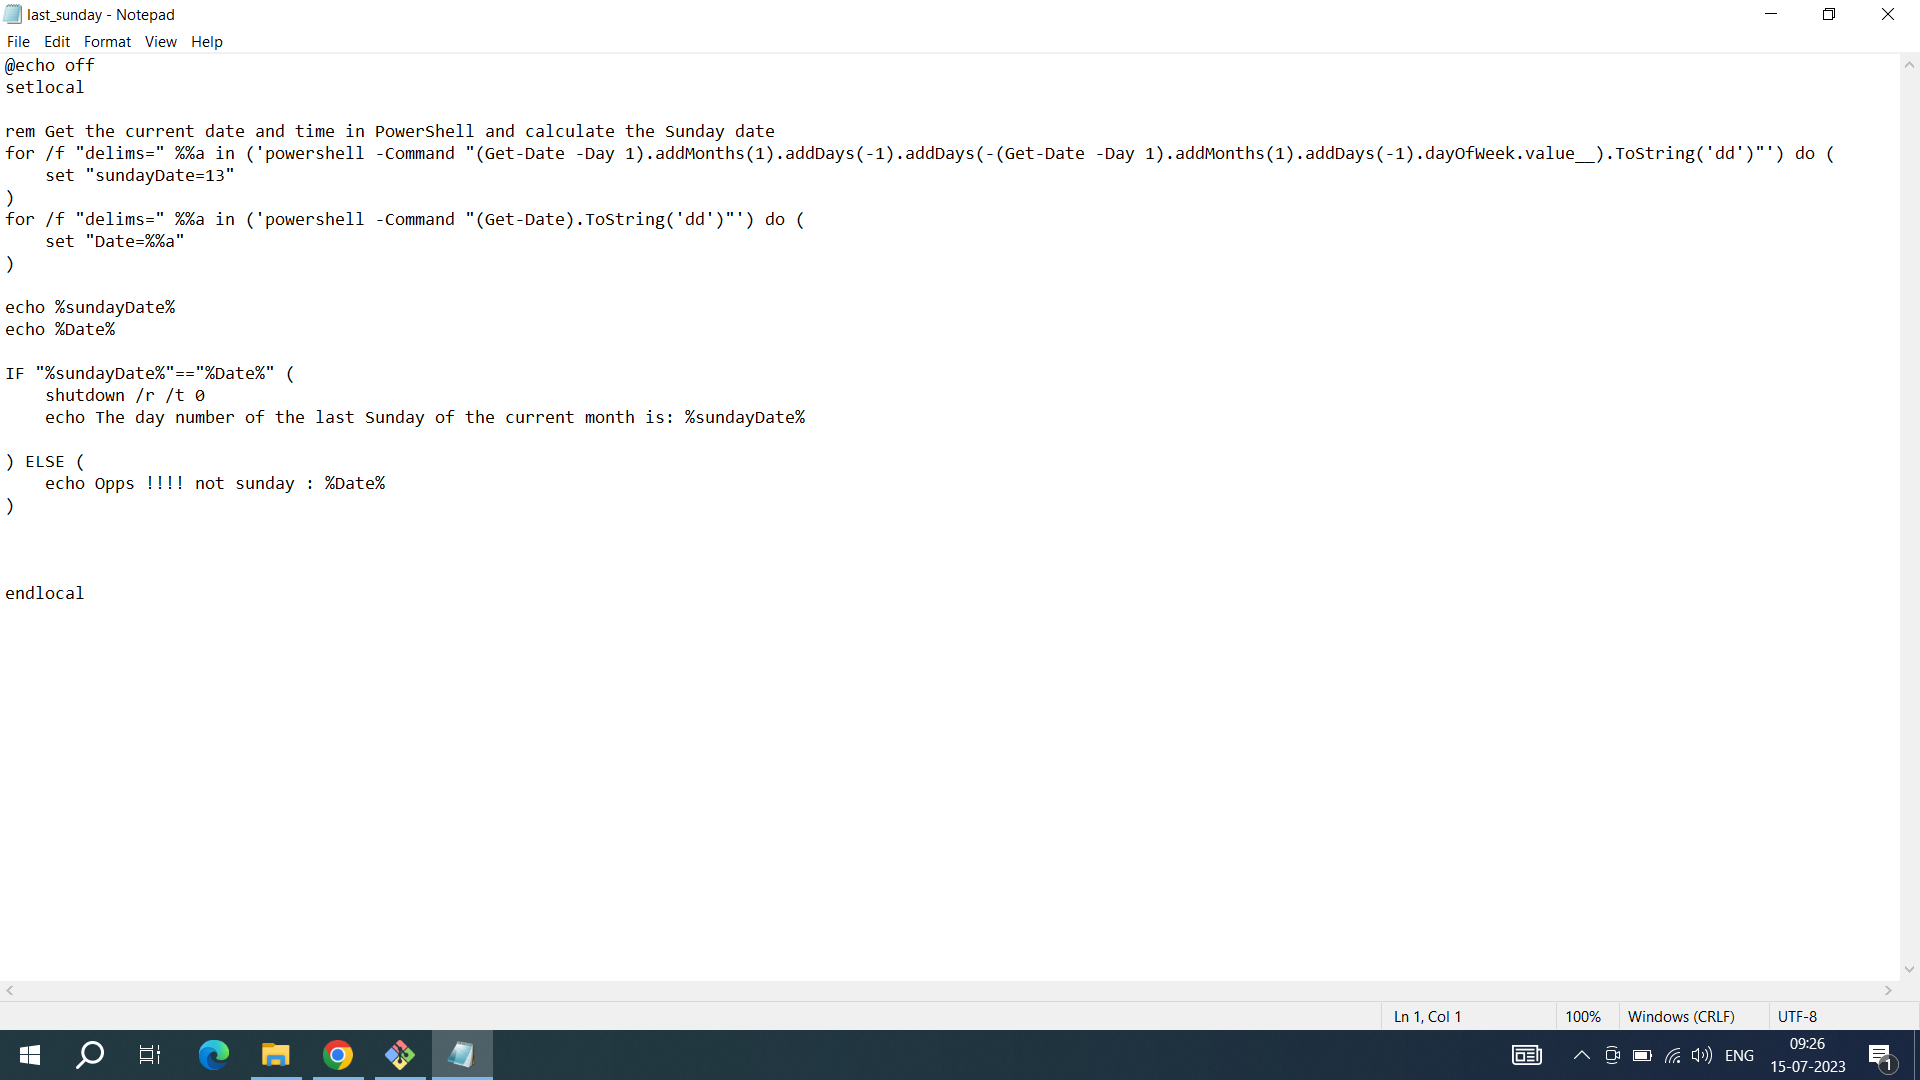 last_sunday - Notepad
File Edit Format View Help
@echo off
setlocal
rem Get the current date and time in PowerShell and calculate the Sunday date
for /f "delims=" %%a in ('powershell -Command "(Get-Date -Day 1).addMonths(1).addDays(-1).addDays(-(Get-Date -Day 1).addMonths(1).addDays(-1).dayOfWeek.value__).ToString('dd')"') do (
    set "sundayDate=13"
)
for /f "delims=" %%a in ('powershell -Command "(Get-Date).ToString('dd')"') do (
    set "Date=%%a"
)
echo %sundayDate%
echo %Date%
IF "%sundayDate%"=="%Date%" (
    shutdown /r /t 0
    echo The day number of the last Sunday of the current month is: %sundayDate%
) ELSE (
    echo Opps !!!! not sunday : %Date%
)
endlocal
Ln 1, Col 1 100% Windows (CRLF) UTF-8
ENG
09:26
15-07-2023
1